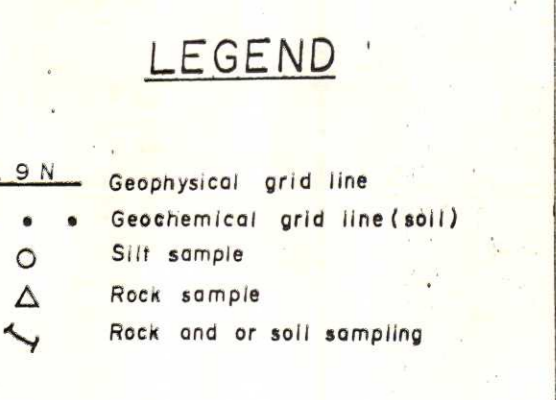 LEGEND
9 N Geophysical grid line
Geochemical grid line (soil)
Silt sample
Rock sample
Rock and or soil sampling